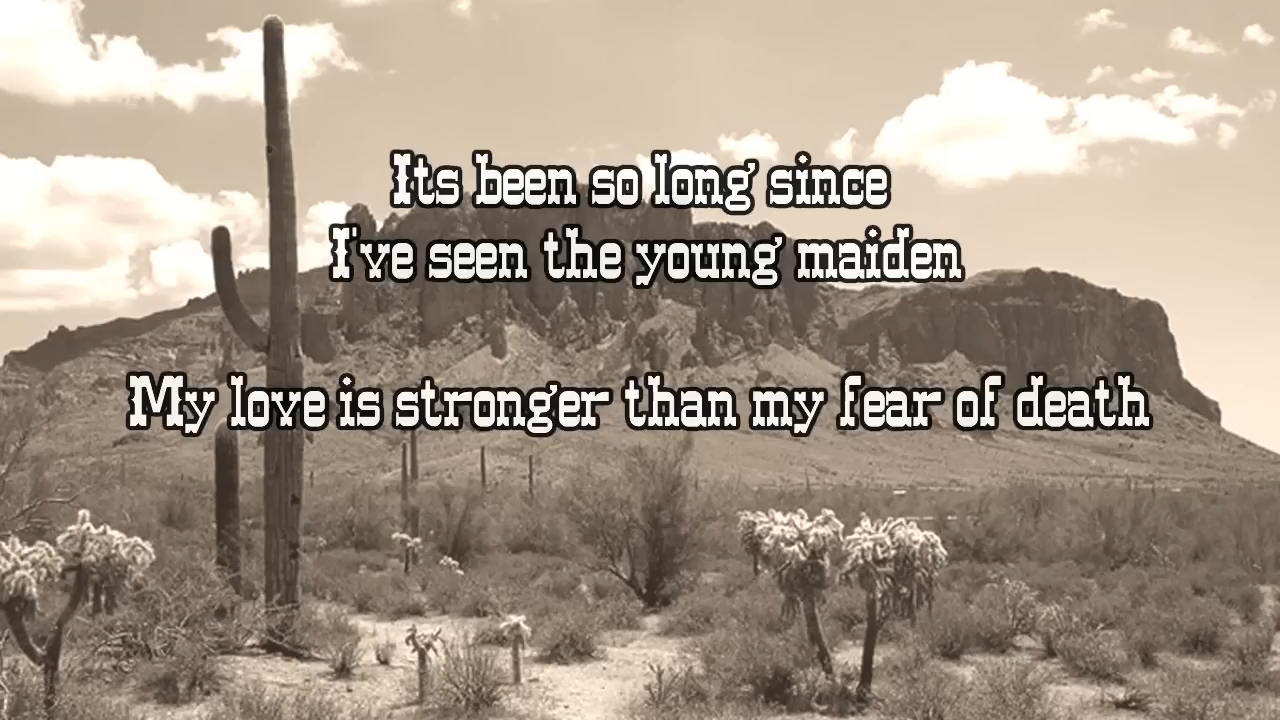 Its been so long since
I've seen the young maiden
My love is stronger than my fear of death